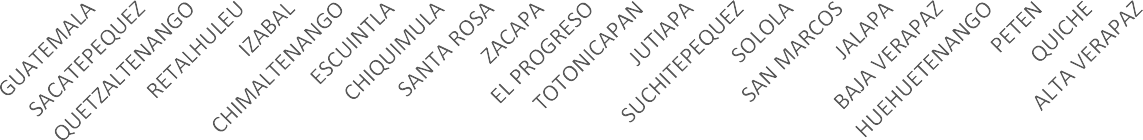 GUATEMALA
SACATEPEQUEZ
QUETZALTENANGO
RETALHULEU
IZABAL
CHIMALTENANGO
ESCUINTLA
CHIQUIMULA
SANTA ROSA
ZACAPA
EL PROGRESO
TOTONICAPAN
JUTIAPA
SUCHITEPEQUEZ
SOLOLA
SAN MARCOS
JALAPA
BAJA VERAPAZ
HUEHUETENANGO
PETEN
QUICHE
ALTA VERAPAZ